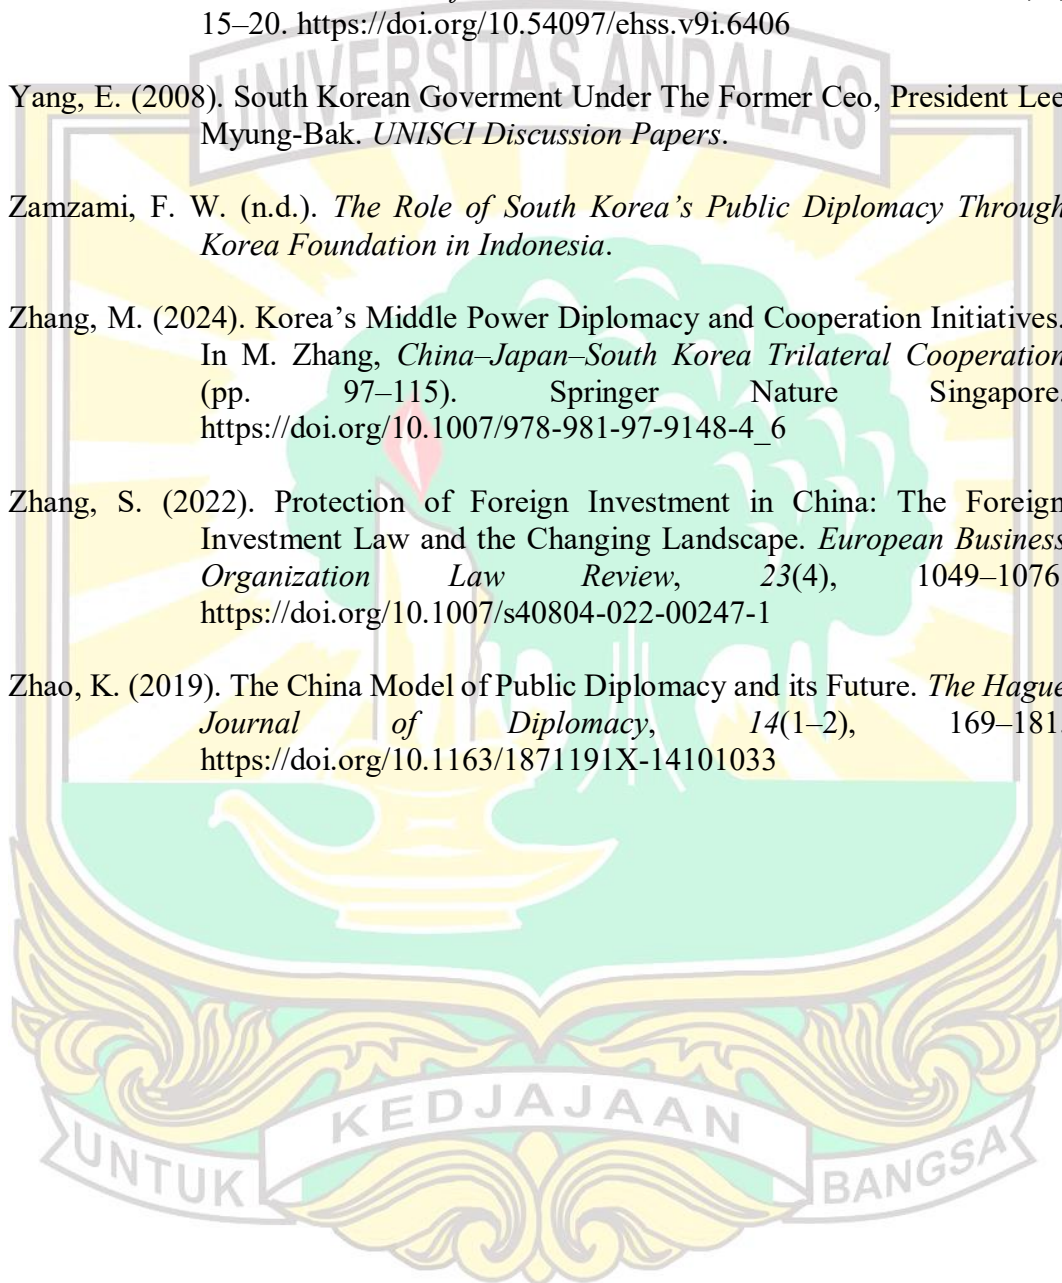 15–20. https://doi.org/10.54097/ehss.v9i.6406
UNIVERSITAS ANDALAS
Yang, E. (2008). South Korean Goverment Under The Former Ceo, President Lee
Myung-Bak. UNISCI Discussion Papers.
Zamzami, F. W. (n.d.). The Role of South Korea’s Public Diplomacy Through
Korea Foundation in Indonesia.
Zhang, M. (2024). Korea’s Middle Power Diplomacy and Cooperation Initiatives.
In M. Zhang, China–Japan–South Korea Trilateral Cooperation
(pp. 97–115). Springer Nature Singapore.
https://doi.org/10.1007/978-981-97-9148-4_6
Zhang, S. (2022). Protection of Foreign Investment in China: The Foreign
Investment Law and the Changing Landscape. European Business
Organization Law Review, 23(4), 1049–1076.
https://doi.org/10.1007/s40804-022-00247-1
Zhao, K. (2019). The China Model of Public Diplomacy and its Future. The Hague
Journal of Diplomacy, 14(1–2), 169–181.
https://doi.org/10.1163/1871191X-14101033
UNTUK KEDJAJAAN BANGSA